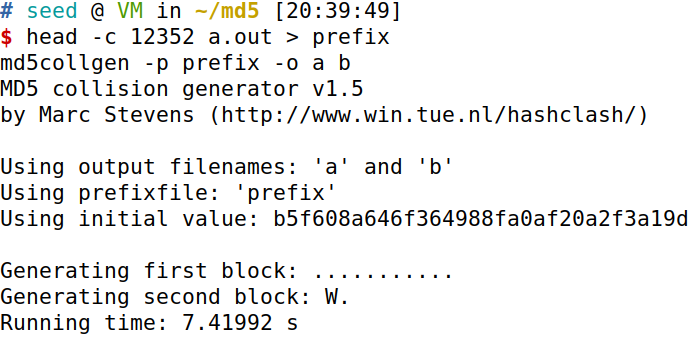 # seed @ VM in ~/md5 [20:39:49]
$ head -c 12352 a.out > prefix
md5collgen -p prefix -o a b
MD5 collision generator v1.5
by Marc Stevens (http://www.win.tue.nl/hashclash/)
Using output filenames: 'a' and 'b'
Using prefixfile: 'prefix'
Using initial value: b5f608a646f364988fa0af20a2f3a19d
Generating first block: ...........
Generating second block: W.
Running time: 7.41992 s